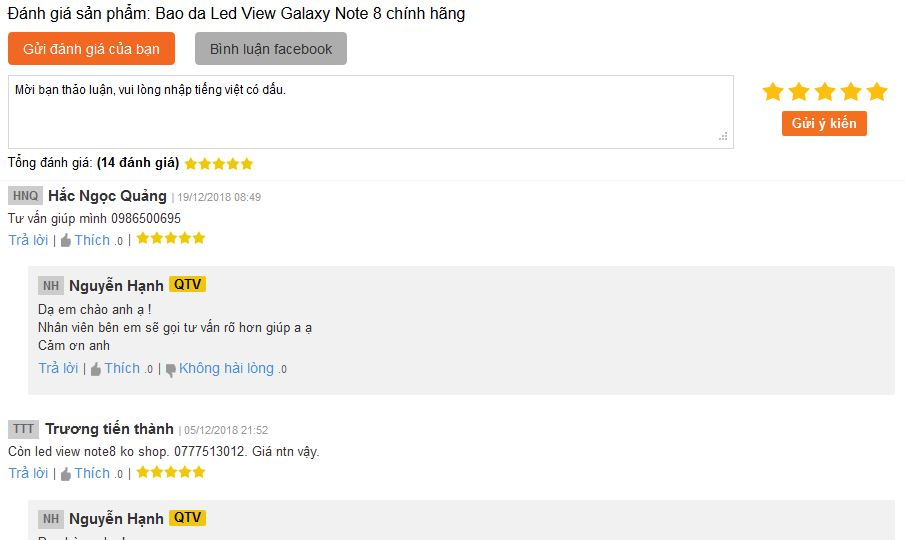 Đánh giá sản phẩm: Bao da Led View Galaxy Note 8 chính hãng
Gửi đánh giá của bạn
Bình luận facebook
Mời bạn thảo luận, vui lòng nhập tiếng việt có dấu.
Gửi ý kiến
Tổng đánh giá: (14 đánh giá)
HNQ Hắc Ngọc Quảng | 19/12/2018 08:49
Tư vấn giúp mình 0986500695
Trả lời | Thích .0 |
NH Nguyễn Hạnh QTV
Dạ em chào anh ạ !
Nhân viên bên em sẽ gọi tư vấn rõ hơn giúp a ạ
Cảm ơn anh
Trả lời | Thích .0 | Không hài lòng .0
TTT Trương tiến thành | 05/12/2018 21:52
Còn led view note8 ko shop. 0777513012. Giá ntn vậy.
Trả lời | Thích .0 |
NH Nguyễn Hạnh QTV